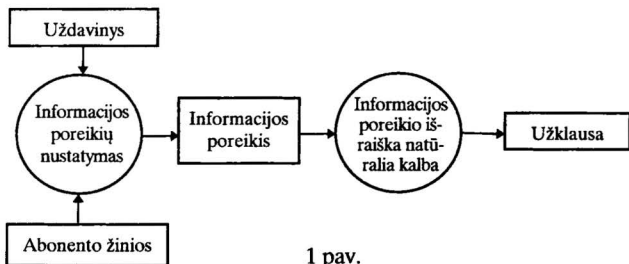 Uždavinys
Informacijos
poreikių
nustatymas
Informacijos
poreikis
Informacijos
poreikio iš-
raiška natū-
ralia kalba
Užklausa
Abonento žinios
1 pav.